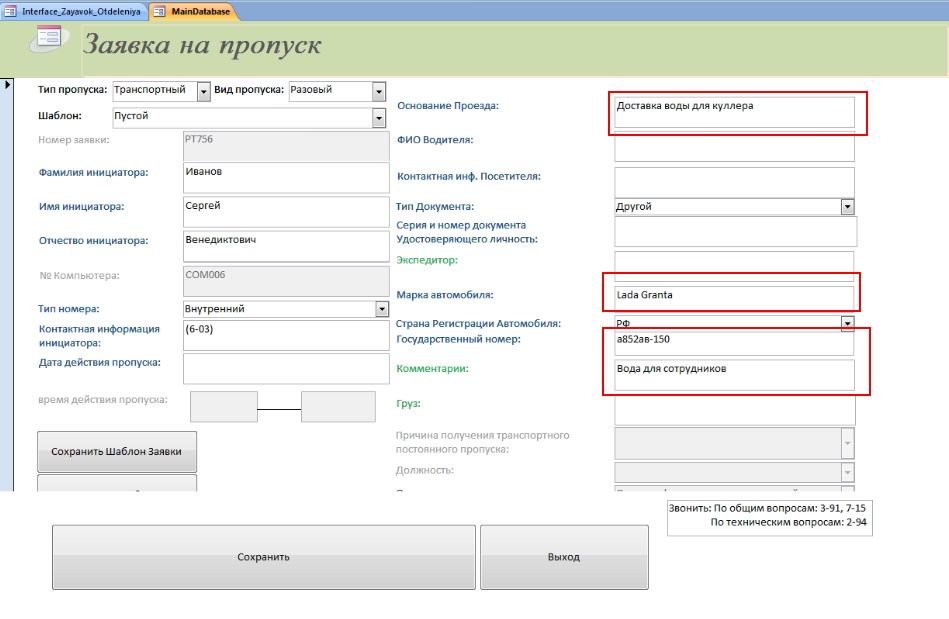 Interface_Zayavok_Otdeleniya MainDatabase
Заявка на пропуск
Тип пропуска: Транспортный Вид пропуска: Разовый
Шаблон: Пустой
Номер заявки: РТ756
Фамилия инициатора: Иванов
Имя инициатора: Сергей
Отчество инициатора: Венедиктович
№ Компьютера: COM006
Тип номера: Внутренний
Контактная информация
инициатора: (6-03)
Дата действия пропуска:
время действия пропуска:
Сохранить Шаблон Заявки
Основание Проезда: Доставка воды для куллера
ФИО Водителя:
Контактная инф. Посетителя:
Тип Документа: Другой
Серия и номер документа
Удостоверяющего личность:
Экспедитор:
Марка автомобиля: Lada Granta
Страна Регистрации Автомобиля: РФ
Государственный номер: а852ав-150
Комментарии: Вода для сотрудников
Груз:
Причина получения транспортного
постоянного пропуска:
Должность:
Звонить: По общим вопросам: 3-91, 7-15
По техническим вопросам: 2-94
Сохранить Выход